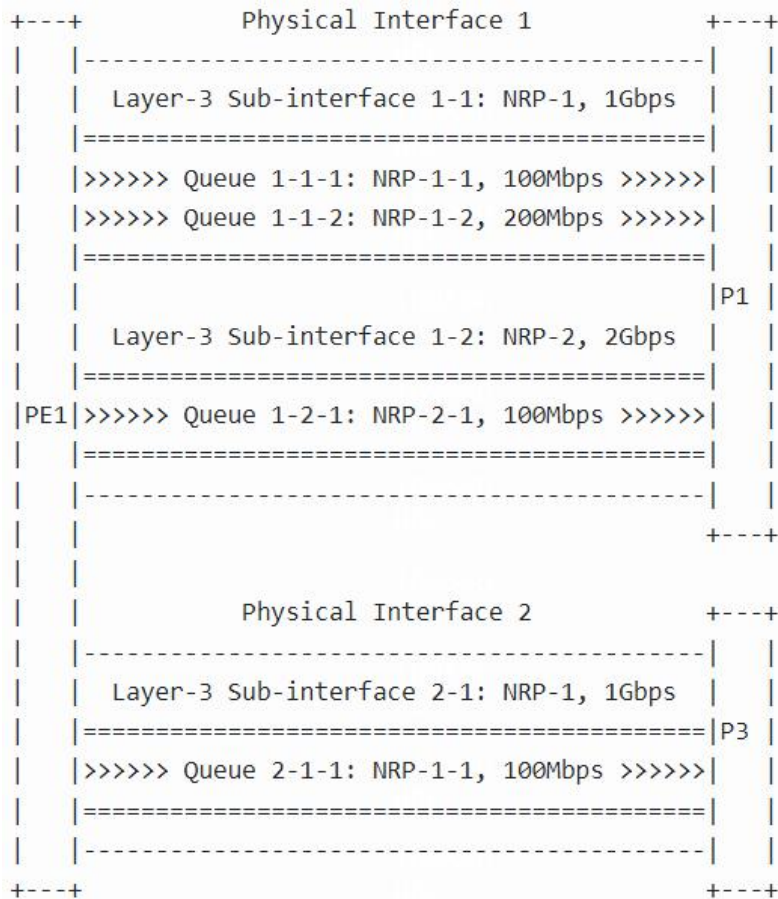 +---+                Physical Interface 1              +---+
|   |-------------------------------------------|   |
|   |  Layer-3 Sub-interface 1-1: NRP-1, 1Gbps  |   |
|   |===========================================|   |
|   |>>>>>> Queue 1-1-1: NRP-1-1, 100Mbps >>>>>>|   |
|   |>>>>>> Queue 1-1-2: NRP-1-2, 200Mbps >>>>>>|   |
|   |===========================================|   |
|   |                                           |P1 |
|   |  Layer-3 Sub-interface 1-2: NRP-2, 2Gbps  |   |
|   |===========================================|   |
|PE1|>>>>>> Queue 1-2-1: NRP-2-1, 100Mbps >>>>>>|   |
|   |===========================================|   |
|   |-------------------------------------------|   |
|   |                                           +---+
|   |
|   |           Physical Interface 2            +---+
|   |-------------------------------------------|   |
|   |  Layer-3 Sub-interface 2-1: NRP-1, 1Gbps  |   |
|   |===========================================|P3 |
|   |>>>>>> Queue 2-1-1: NRP-1-1, 100Mbps >>>>>>|   |
|   |===========================================|   |
|   |-------------------------------------------|   |
+---+                                           +---+